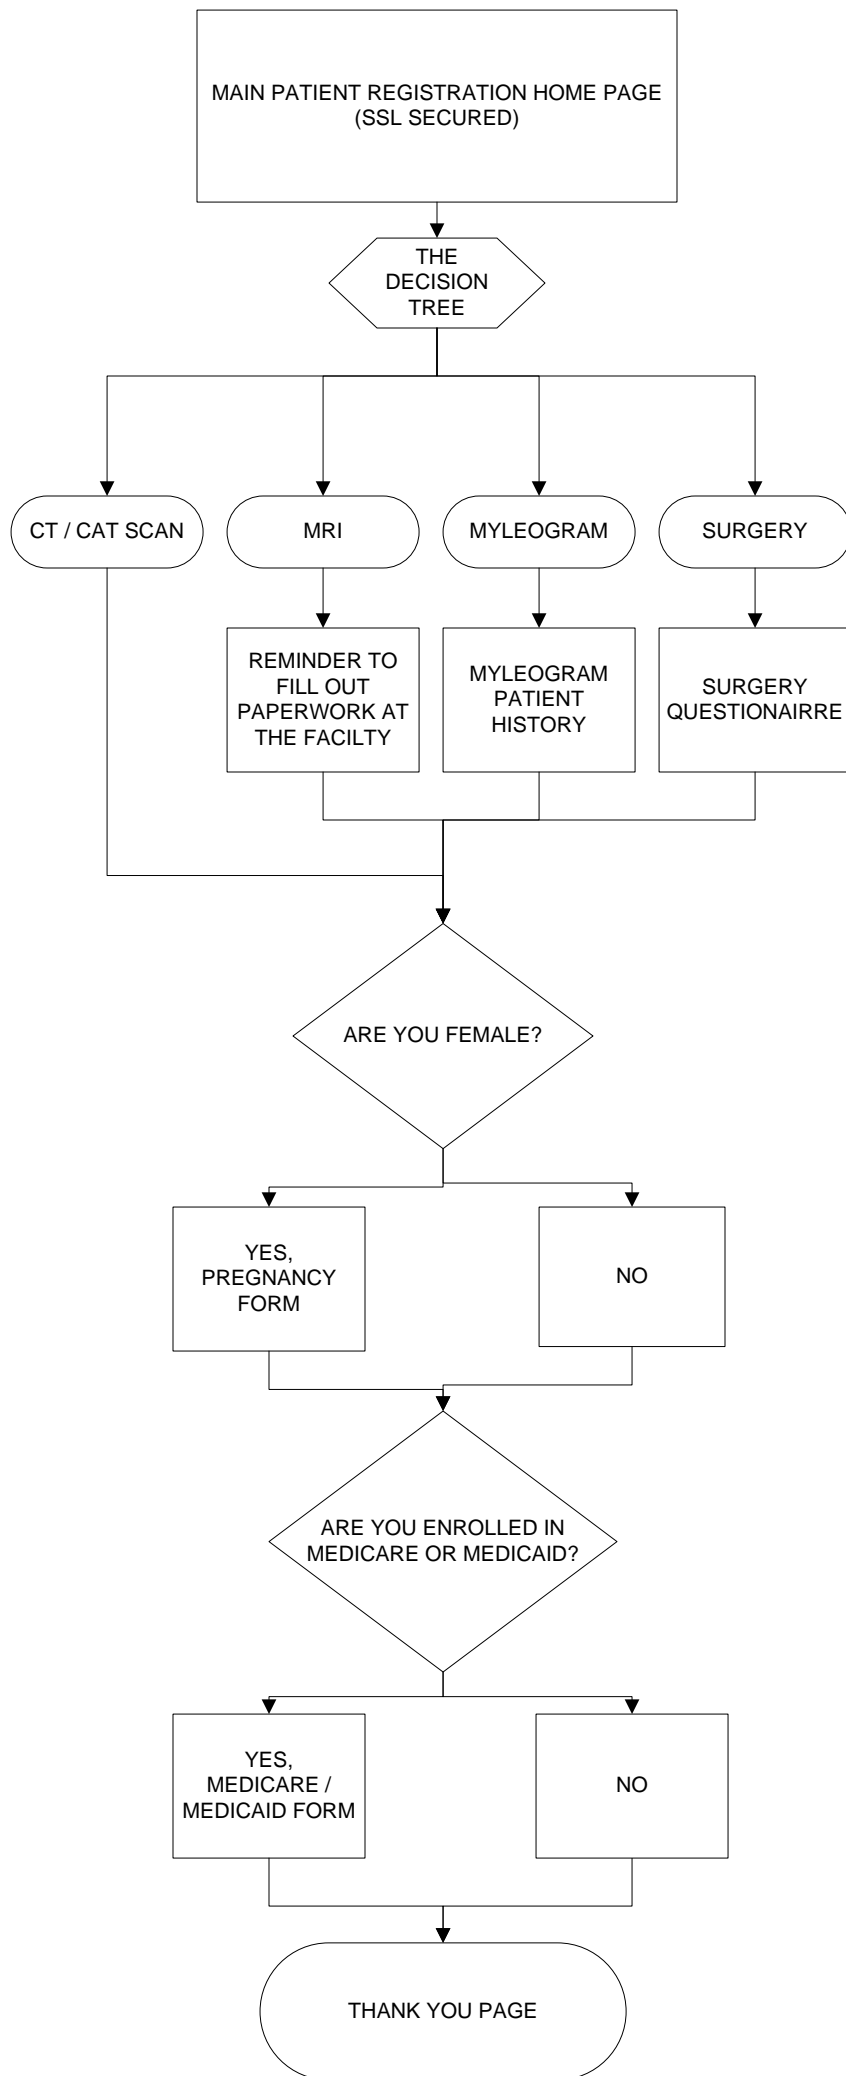 MAIN PATIENT REGISTRATION HOME PAGE
(SSL SECURED)
THE
DECISION
TREE
CT / CAT SCAN
MRI
MYLEOGRAM
SURGERY
REMINDER TO
FILL OUT
PAPERWORK AT
THE FACILTY
MYLEOGRAM
PATIENT
HISTORY
SURGERY
QUESTIONAIRRE
ARE YOU FEMALE?
YES,
PREGNANCY
FORM
NO
ARE YOU ENROLLED IN
MEDICARE OR MEDICAID?
YES,
MEDICARE /
MEDICAID FORM
NO
THANK YOU PAGE